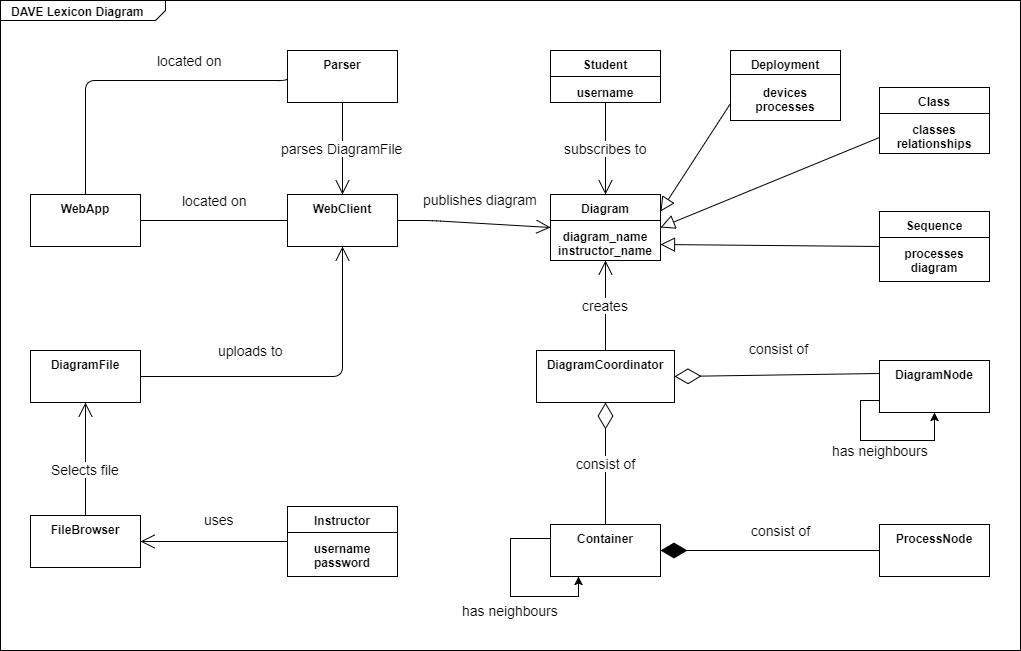 DAVE Lexicon Diagram
located on
Parser
Student
username
Deployment
devices
processes
Class
classes
relationships
parses DiagramFile
subscribes to
WebApp
located on
WebClient
publishes diagram
Diagram
diagram_name
instructor_name
Sequence
processes
diagram
creates
DiagramFile
uploads to
DiagramCoordinator
consist of
DiagramNode
has neighbours
Selects file
consist of
FileBrowser
uses
Instructor
username
password
Container
consist of
ProcessNode
has neighbours